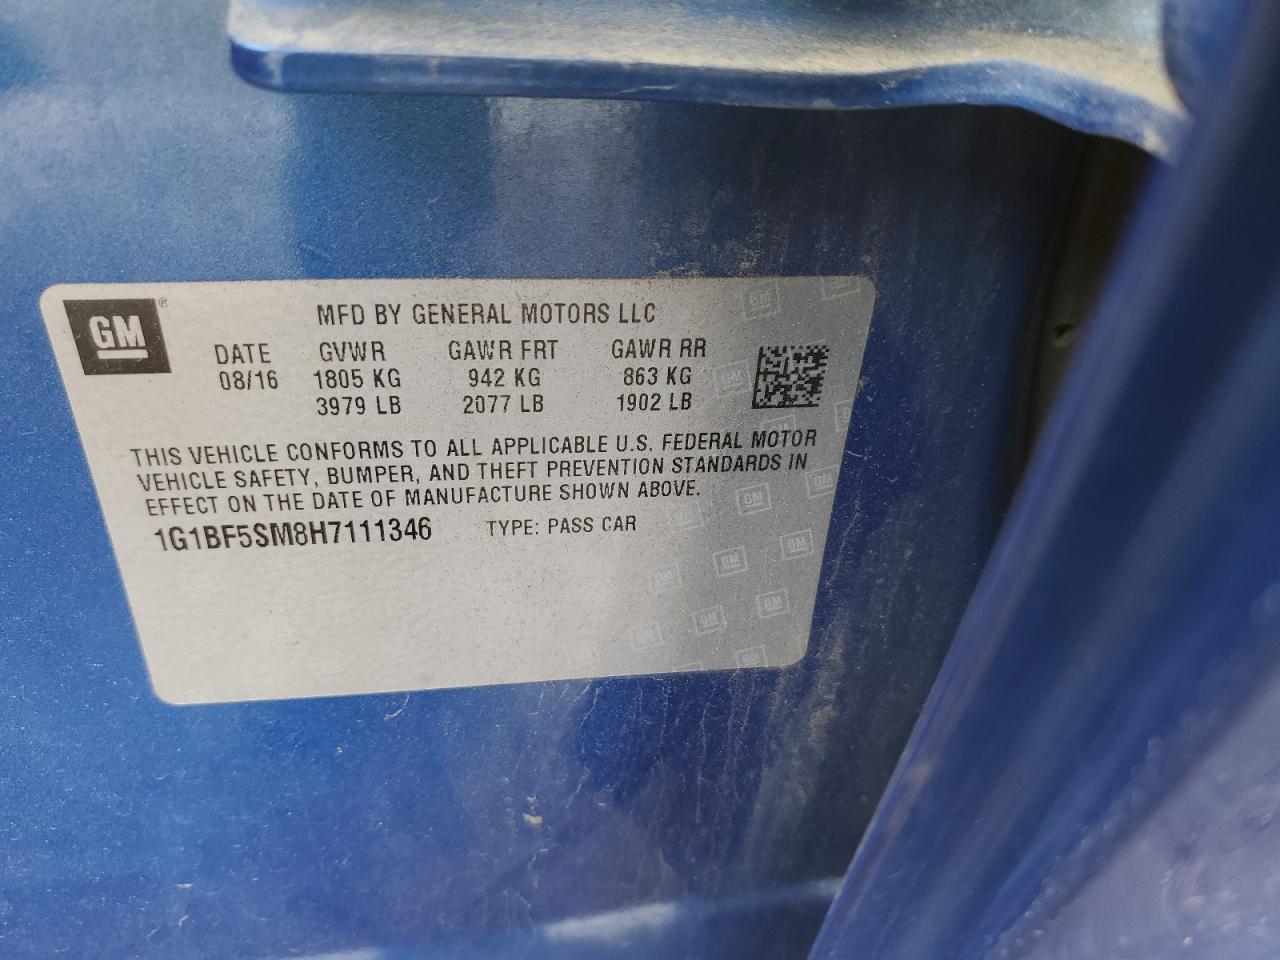 GM®
MFD BY GENERAL MOTORS LLC
DATE GVWR GAWR FRT GAWR RR
08/16 1805 KG 942 KG 863 KG
3979 LB 2077 LB 1902 LB
THIS VEHICLE CONFORMS TO ALL APPLICABLE U.S. FEDERAL MOTOR
VEHICLE SAFETY, BUMPER, AND THEFT PREVENTION STANDARDS IN
EFFECT ON THE DATE OF MANUFACTURE SHOWN ABOVE.
1G1BF5SM8H7111346 TYPE: PASS CAR